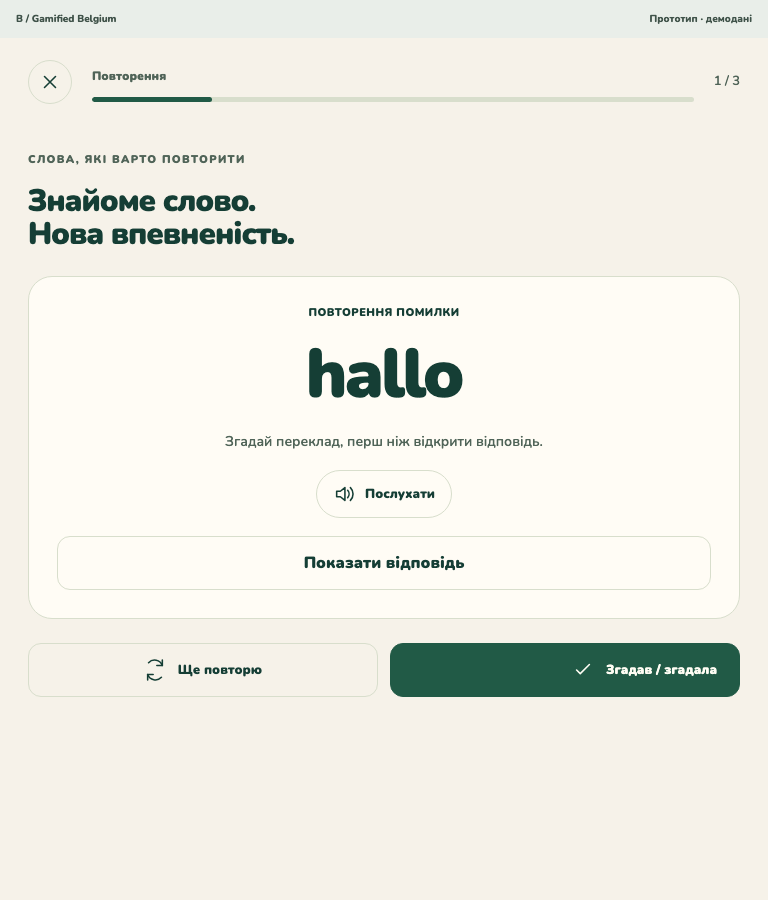 B / Gamified Belgium
Прототип · демодані
Повторення
1 / 3
СЛОВА, ЯКІ ВАРТО ПОВТОРИТИ
Знайоме слово.
Нова впевненість.
ПОВТОРЕННЯ ПОМИЛКИ
hallo
Згадай переклад, перш ніж відкрити відповідь.
Послухати
Показати відповідь
Ще повторю
Згадав / згадала